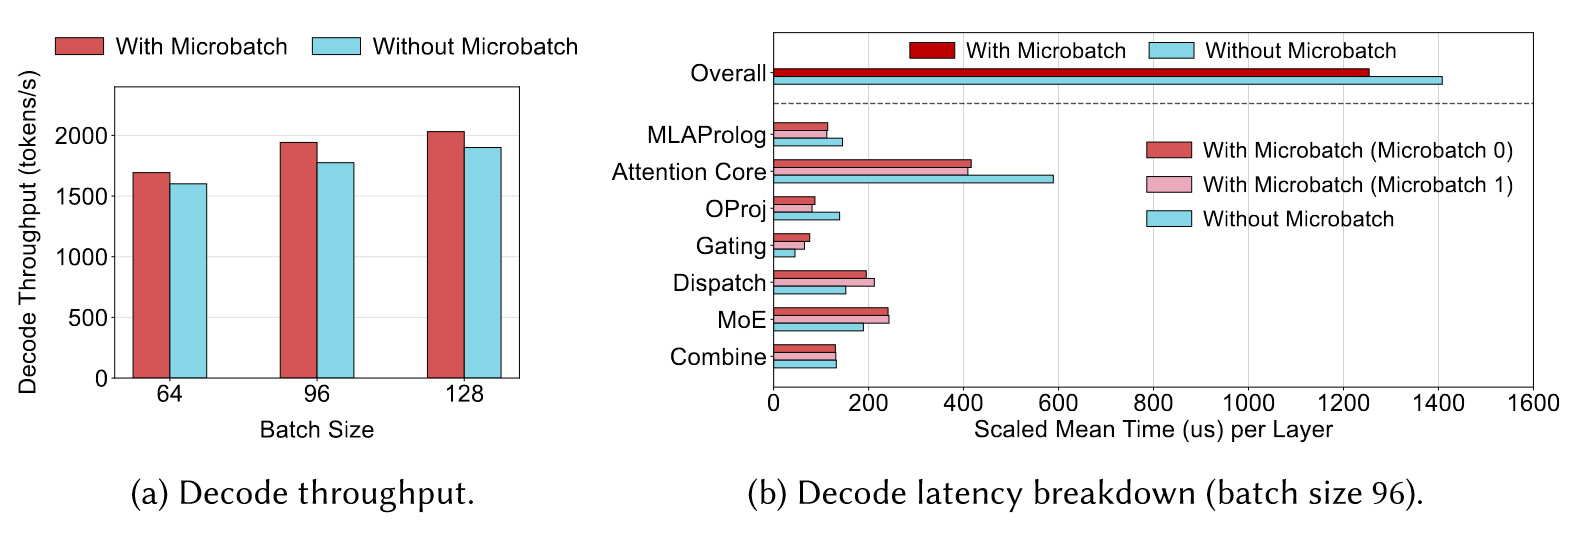 With Microbatch
Without Microbatch
Decode Throughput (tokens/s)
2000
1500
1000
500
0
64
96
128
Batch Size
(a) Decode throughput.
With Microbatch
Without Microbatch
Overall
MLAProlog
Attention Core
OProj
Gating
Dispatch
MoE
Combine
With Microbatch (Microbatch 0)
With Microbatch (Microbatch 1)
Without Microbatch
0 200 400 600 800 1000 1200 1400 1600
Scaled Mean Time (us) per Layer
(b) Decode latency breakdown (batch size 96).